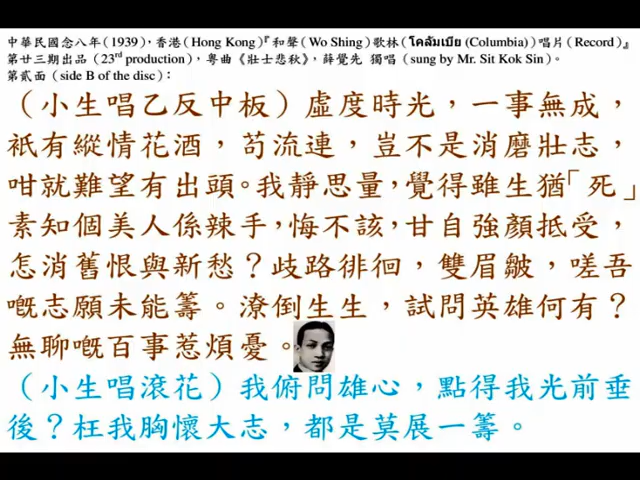 中華民國念八年(1939)，香港(Hong Kong)『和聲(Wo Shing)歌林(โคลัมเบีย (Columbia))唱片(Record)』
第廿三期出品(23rd production)，粵曲《壯士悲秋》，薛覺先 獨唱 (sung by Mr. Sit Kok Sin)。
第貳面 (side B of the disc)：
（小生唱乙反中板）虛度時光，一事無成，
祇有縱情花酒，苟流連，豈不是消磨壯志，
咁就難望有出頭。我靜思量，覺得雖生猶「死」
素知個美人係辣手，悔不該，甘自強顏抵受，
怎消舊恨與新愁？歧路徘徊，雙眉皺，嗟吾
嘅志願未能籌。潦倒生生，試問英雄何有？
無聊嘅百事惹煩憂。
（小生唱滾花）我俯問雄心，點得我光前垂
後？枉我胸懷大志，都是莫展一籌。